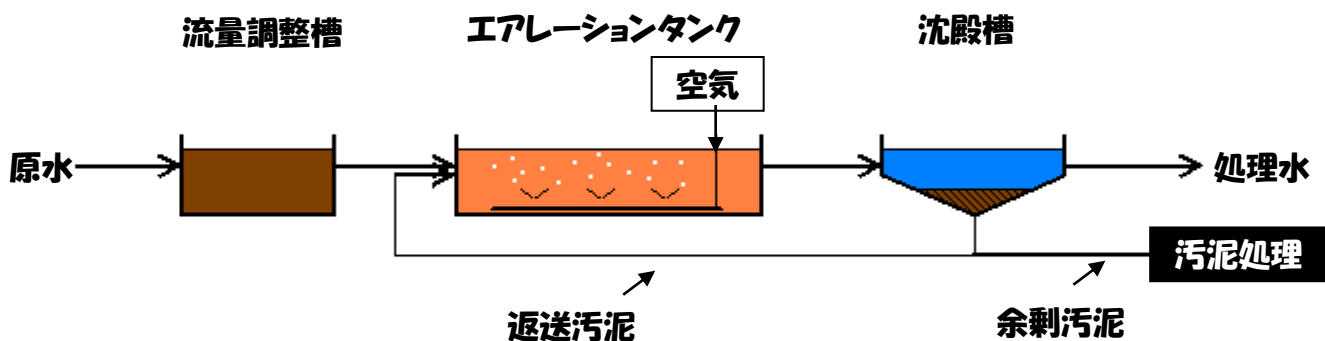 流量調整槽
エアレーションタンク
沈殿槽
空気
原水
処理水
汚泥処理
返送汚泥
余剰汚泥